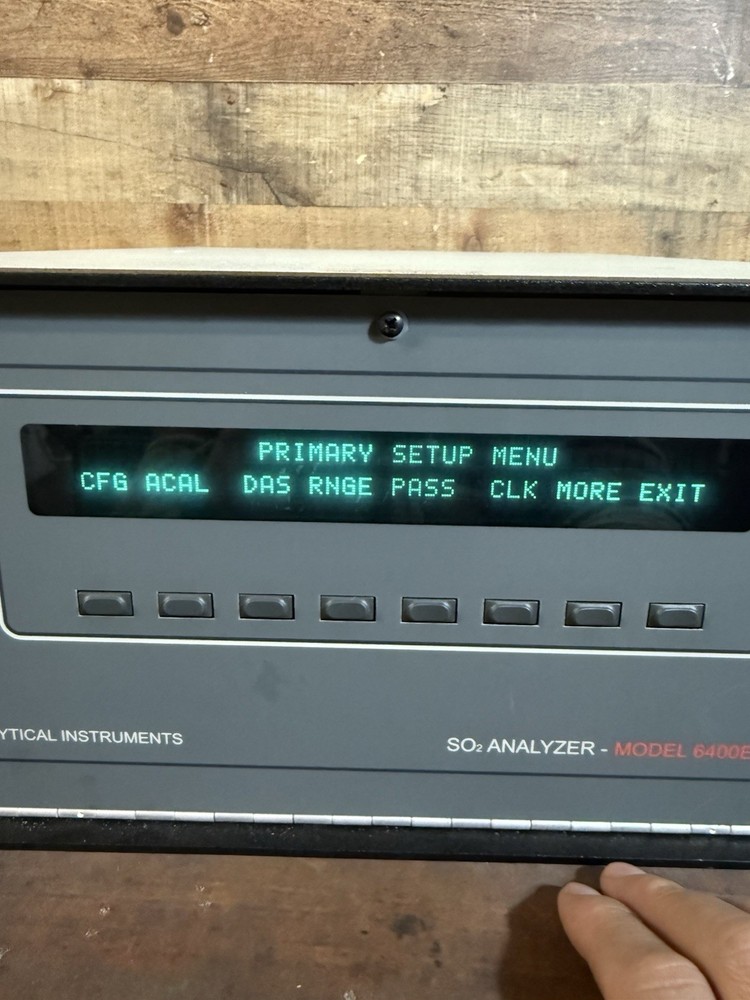 PRIMARY SETUP MENU
CFG ACAL DAS RNGE PASS CLK MORE EXIT
YTICAL INSTRUMENTS
SO₂ ANALYZER - MODEL 6400E